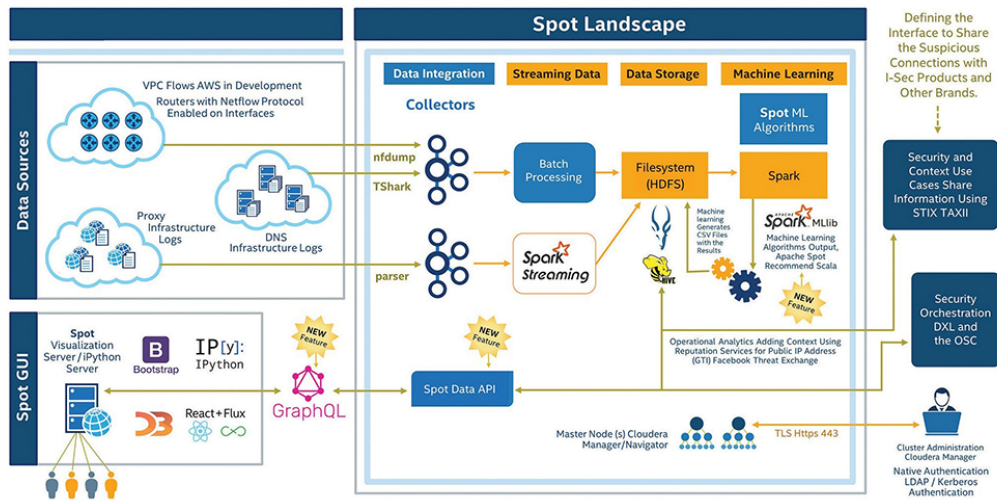 Spot Landscape
Defining the
Interface to Share
the Suspicious
Connections with
I-Sec Products and
Other Brands.
Data Sources
VPC Flows AWS in Development
Routers with Netflow Protocol
Enabled on Interfaces
Proxy
Infrastructure
Logs
DNS
Infrastructure Logs
Data Integration
Streaming Data
Data Storage
Machine Learning
Collectors
nfdump
TShark
parser
Batch
Processing
Spark
Streaming
Filesystem
(HDFS)
HIVE
Machine
learning
Generates
CSV Files
with the
Results
Spot ML
Algorithms
Spark
APACHE
Spark MLlib
Machine Learning
Algorithms Output,
Apache Spot
Recommend Scala
NEW
Feature
Security and
Context Use
Cases Share
Information Using
STIX TAXII
Security
Orchestration
DXL and
the OSC
Spot GUI
Spot
Visualization
Server / iPython
Server
B
Bootstrap
IP[y]:
IPython
D3
React+Flux
NEW
Feature
GraphQL
NEW
Feature
Spot Data API
Operational Analytics Adding Context Using
Reputation Services for Public IP Address
(GTI) Facebook Threat Exchange
Master Node (s) Cloudera
Manager/Navigator
TLS Https 443
Cluster Administration
Cloudera Manager
Native Authentication
LDAP / Kerberos
Authentication